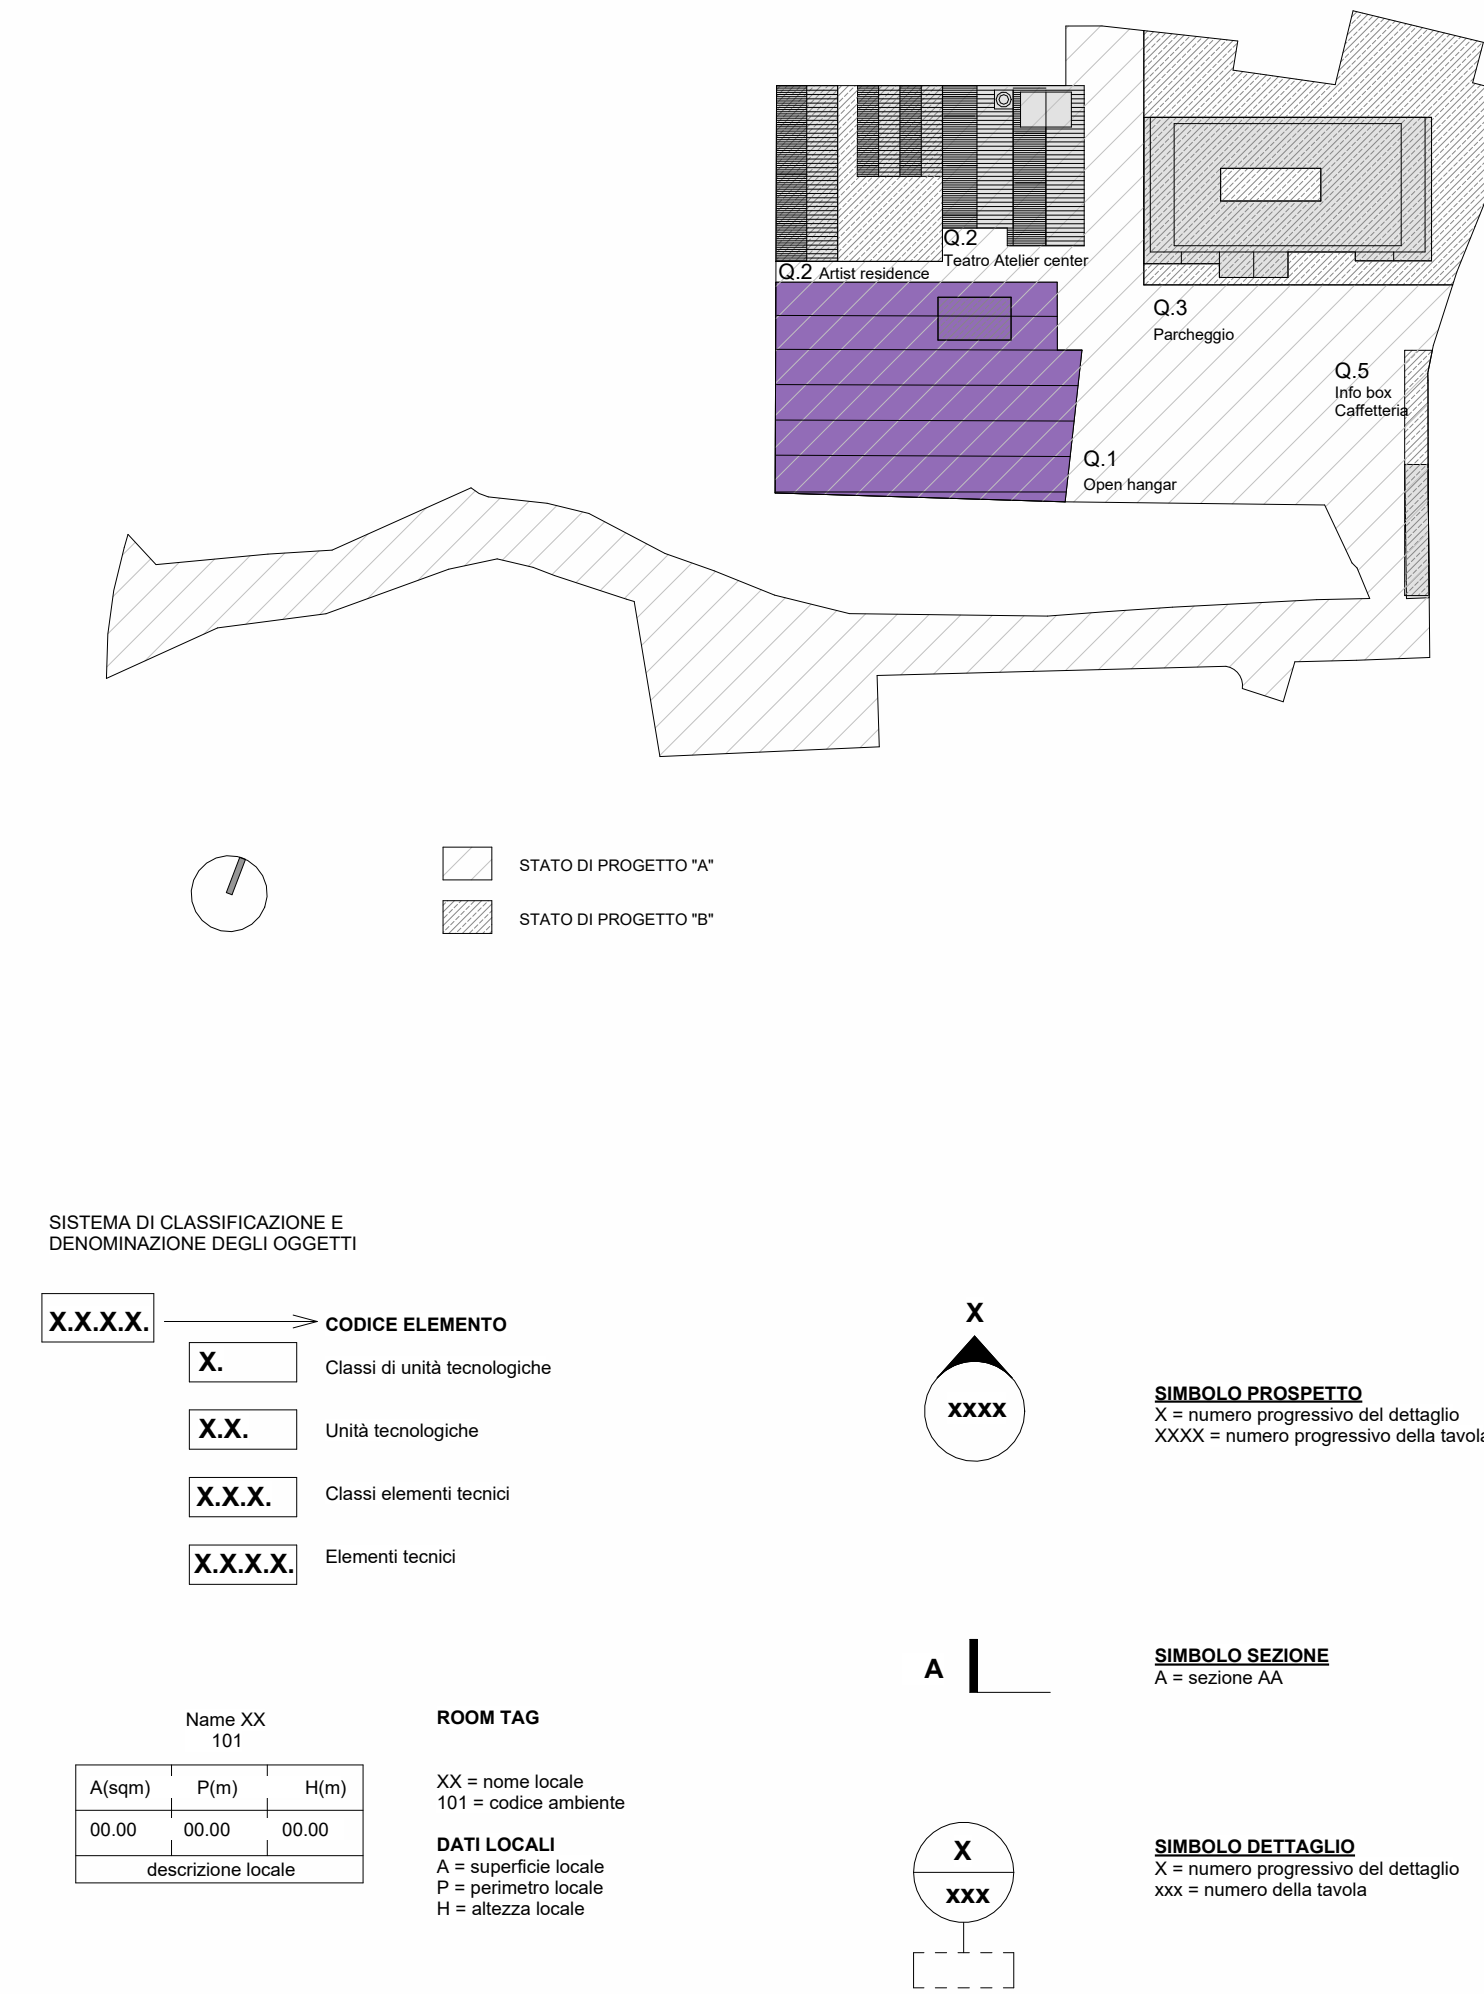 Q.2
Teatro Atelier center
Q.2 Artist residence
Q.3
Parcheggio
Q.5
Info box
Caffetteria
Q.1
Open hangar
STATO DI PROGETTO "A"
STATO DI PROGETTO "B"
SISTEMA DI CLASSIFICAZIONE E
DENOMINAZIONE DEGLI OGGETTI
X.X.X.X.
CODICE ELEMENTO
X.
Classi di unità tecnologiche
X.X.
Unità tecnologiche
X.X.X.
Classi elementi tecnici
X.X.X.X.
Elementi tecnici
X
xxxx
SIMBOLO PROSPETTO
X = numero progressivo del dettaglio
XXXX = numero progressivo della tavola
A
SIMBOLO SEZIONE
A = sezione AA
Name XX
101
A(sqm) P(m) H(m)
00.00 00.00 00.00
descrizione locale
ROOM TAG
XX = nome locale
101 = codice ambiente
DATI LOCALI
A = superficie locale
P = perimetro locale
H = altezza locale
X
xxx
SIMBOLO DETTAGLIO
X = numero progressivo del dettaglio
xxx = numero della tavola